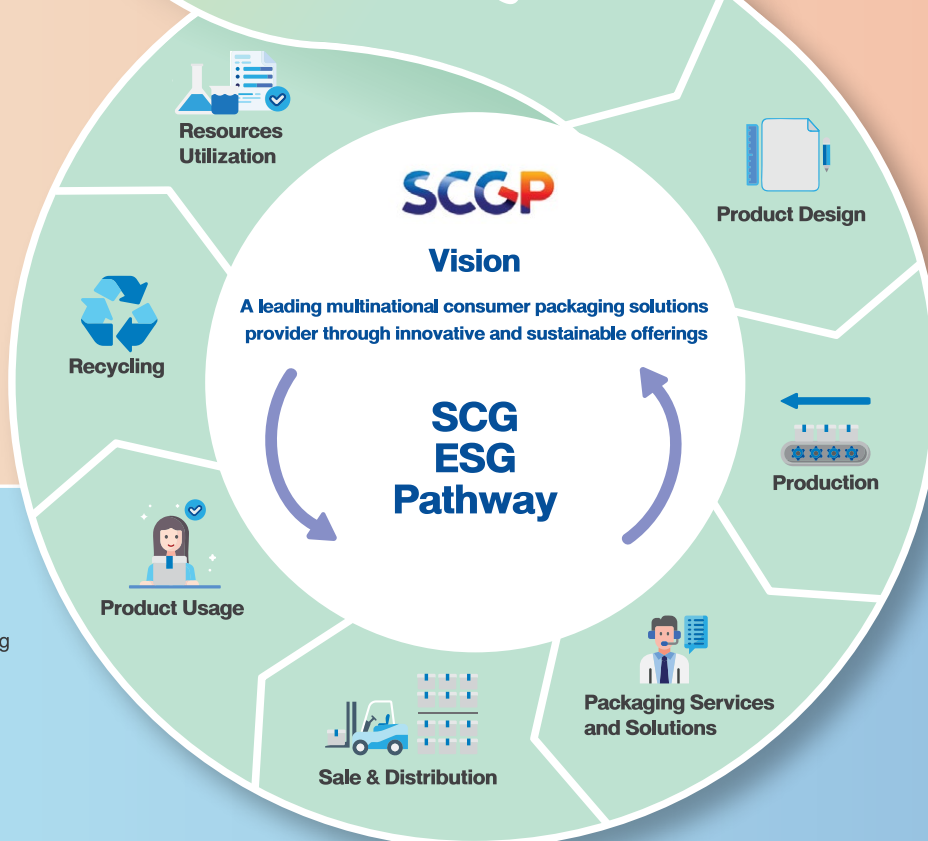 Resources
Utilization
SCGP
Vision
A leading multinational consumer packaging solutions
provider through innovative and sustainable offerings
Product Design
Recycling
SCG
ESG
Pathway
Production
Product Usage
Packaging Services
and Solutions
Sale & Distribution